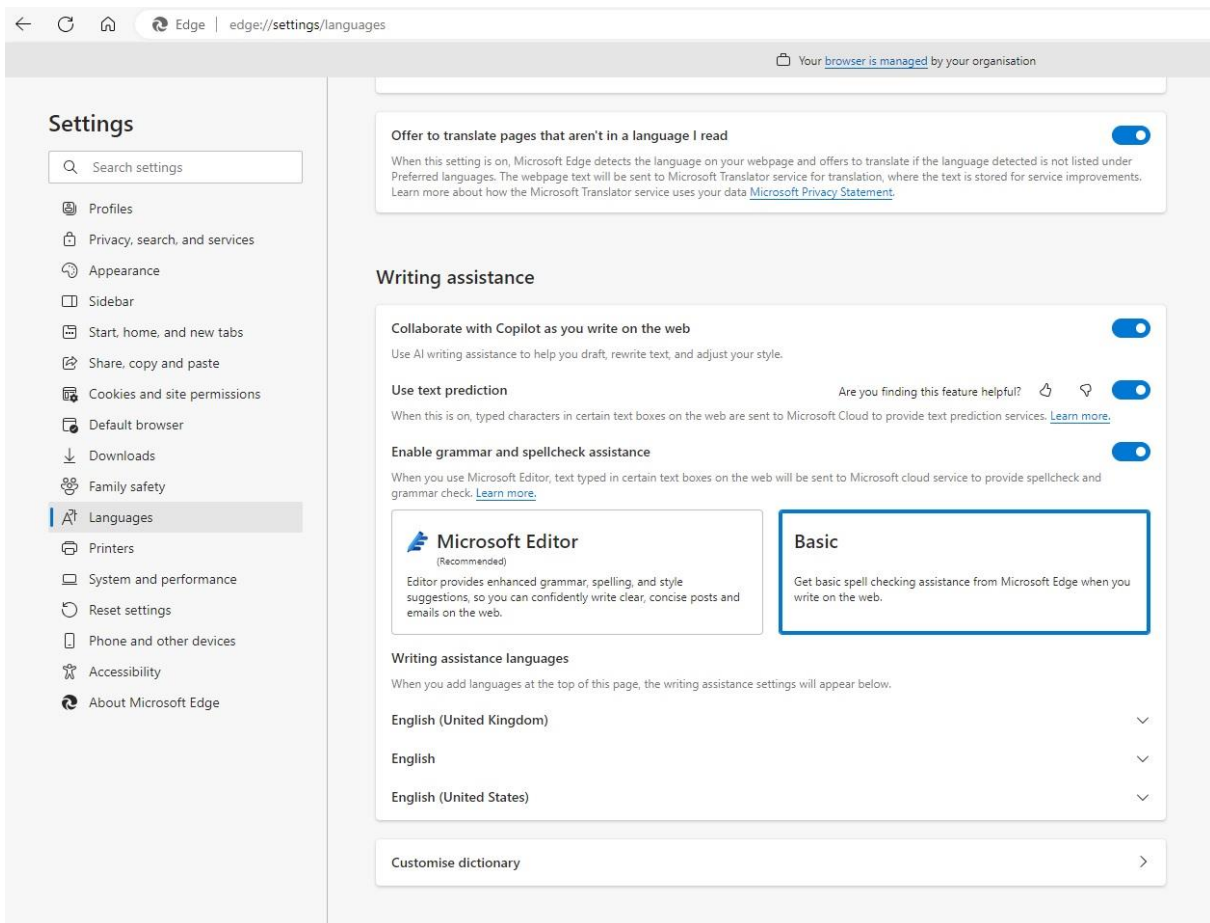 Edge edge://settings/languages
Your browser is managed by your organisation
Settings
Search settings
Profiles
Privacy, search, and services
Appearance
Sidebar
Start, home, and new tabs
Share, copy and paste
Cookies and site permissions
Default browser
Downloads
Family safety
Languages
Printers
System and performance
Reset settings
Phone and other devices
Accessibility
About Microsoft Edge
Offer to translate pages that aren't in a language I read
When this setting is on, Microsoft Edge detects the language on your webpage and offers to translate if the language detected is not listed under
Preferred languages. The webpage text will be sent to Microsoft Translator service for translation, where the text is stored for service improvements.
Learn more about how the Microsoft Translator service uses your data Microsoft Privacy Statement.
Writing assistance
Collaborate with Copilot as you write on the web
Use AI writing assistance to help you draft, rewrite text, and adjust your style.
Use text prediction
Are you finding this feature helpful?
When this is on, typed characters in certain text boxes on the web are sent to Microsoft Cloud to provide text prediction services. Learn more.
Enable grammar and spellcheck assistance
When you use Microsoft Editor, text typed in certain text boxes on the web will be sent to Microsoft cloud service to provide spellcheck and
grammar check. Learn more.
Microsoft Editor
(Recommended)
Editor provides enhanced grammar, spelling, and style
suggestions, so you can confidently write clear, concise posts and
emails on the web.
Basic
Get basic spell checking assistance from Microsoft Edge when you
write on the web.
Writing assistance languages
When you add languages at the top of this page, the writing assistance settings will appear below.
English (United Kingdom)
English
English (United States)
Customise dictionary